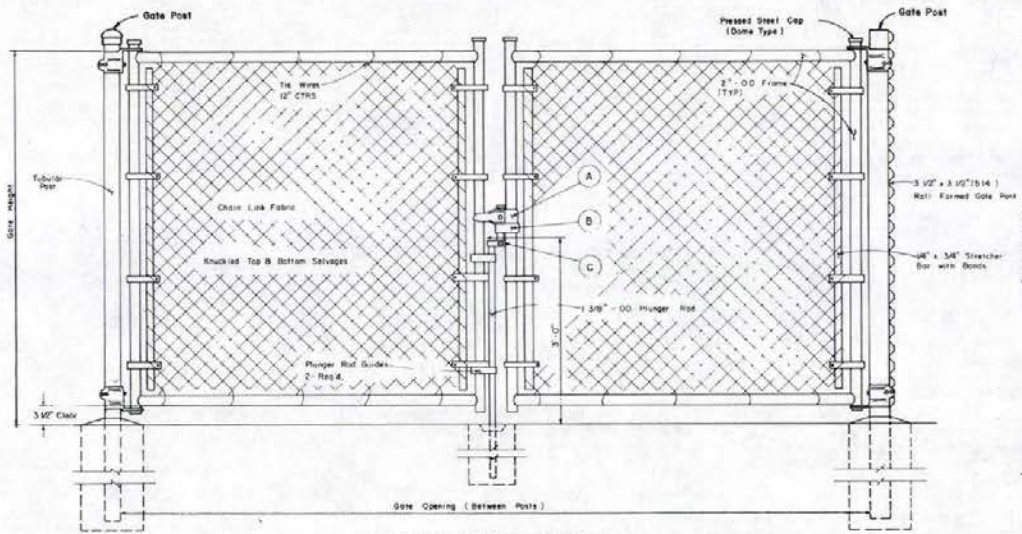 Gate Post
Pressed Steel Cap
(Dome Type)
Gate Post
Tie Wires
12" CTRS
2"-O.D. Frame
(TYP)
Gate Height
Tubular
Post
Chain Link Fabric
Knuckled Top & Bottom Selvages
A
B
C
3 1/2" x 3 1/2" (5.14)
Roll Formed Gate Post
1/4" x 3/4" Stretcher
Bar with Bands
1 3/8"-O.D. Plunger Rod
3'-0"
Plunger Rod Guides
2-Req'd.
3 1/2" Clear
Gate Opening (Between Posts)